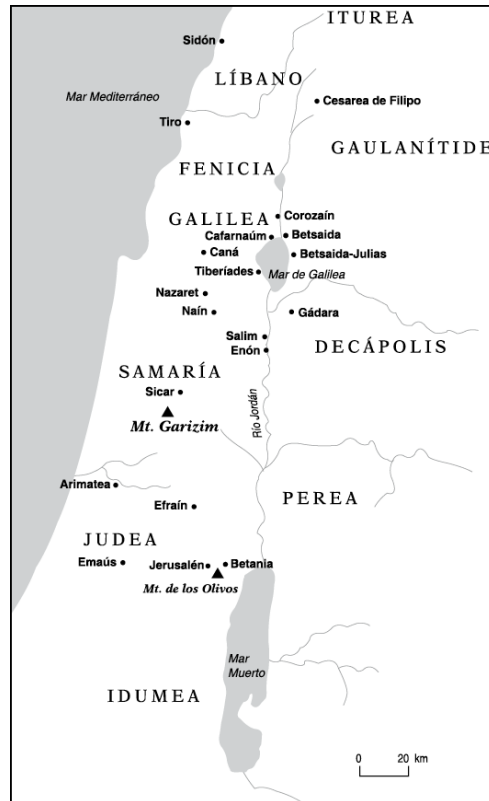 ITUREA
Sidón
LÍBANO
Mar Mediterráneo
Cesarea de Filipo
Tiro
GAULANÍTIDE
FENICIA
GALILEA
Corozaín
Cafarnaúm
Betsaida
Caná
Betsaida-Julias
Tiberíades
Mar de Galilea
Nazaret
Naín
Gádara
Salim
DECÁPOLIS
Enón
SAMARÍA
Sicar
Río Jordán
Mt. Garizim
Arimatea
PEREA
Efraín
JUDEA
Emaús
Jerusalén
Betania
Mt. de los Olivos
Mar
Muerto
IDUMEA
0 20 km